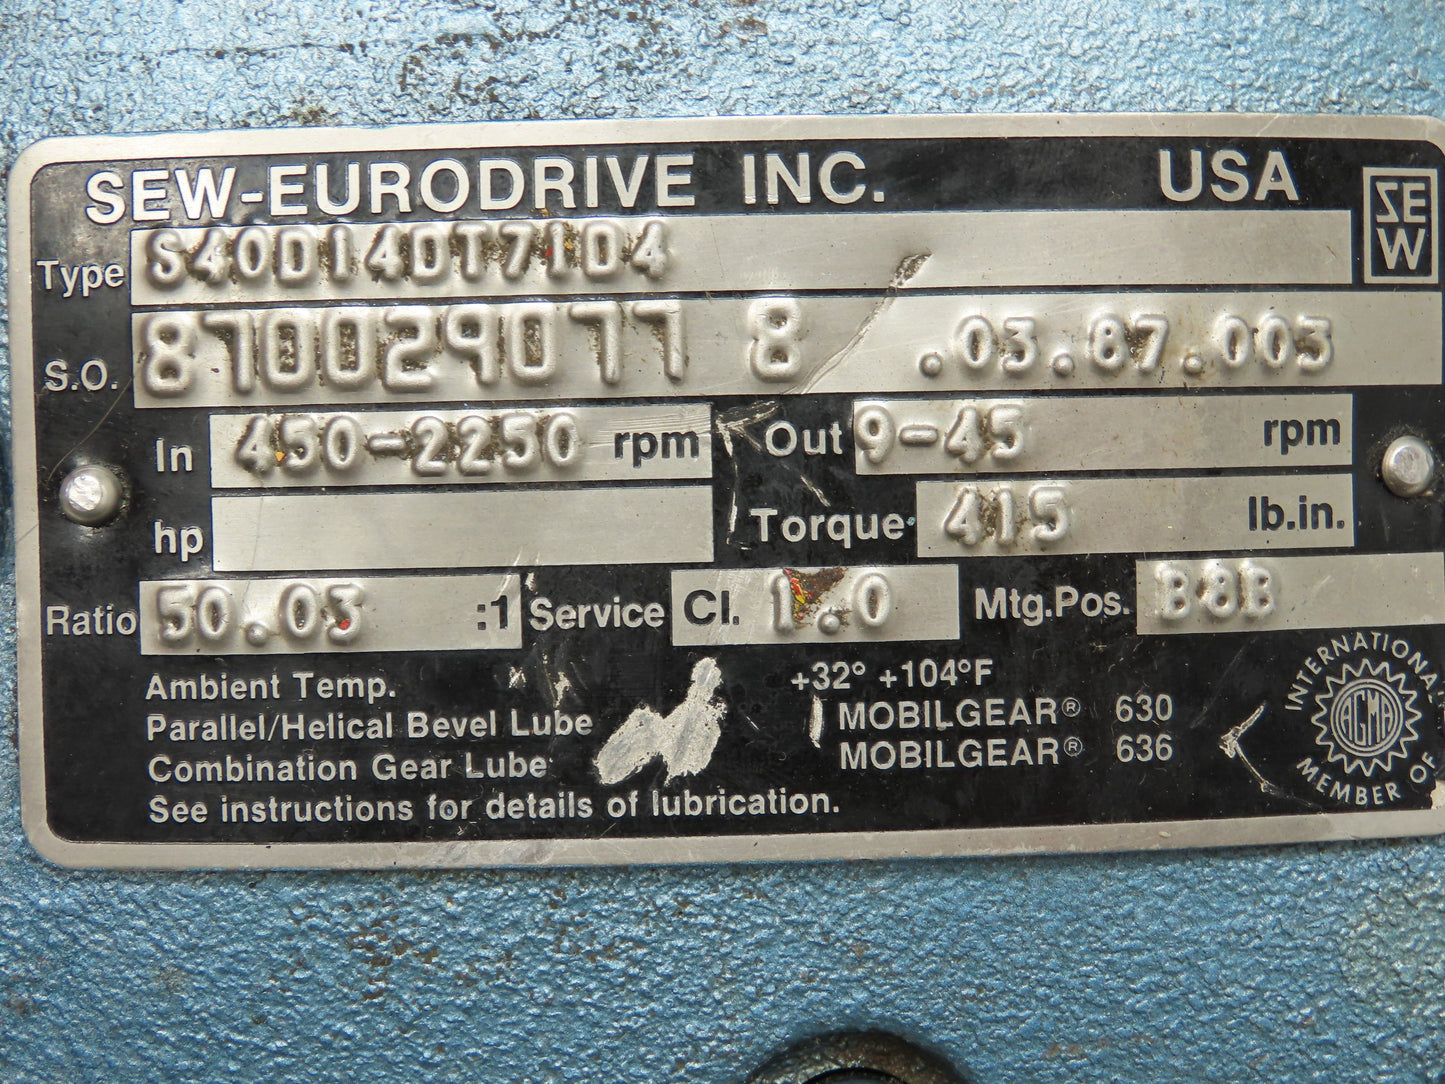 SEW-EURODRIVE INC. USA
SEW
Type S40D14DT71D4
S.O. 870029077 8 .03.87.003
In 450-2250 rpm Out 9-45 rpm
hp Torque 415 lb.in.
Ratio 50.03 :1 Service Cl. 1.0 Mtg.Pos. B8B
Ambient Temp. +32° +104°F
Parallel/Helical Bevel Lube MOBILGEAR® 630
Combination Gear Lube MOBILGEAR® 636
See instructions for details of lubrication.
INTERNATIONAL
AGMA
MEMBER OF